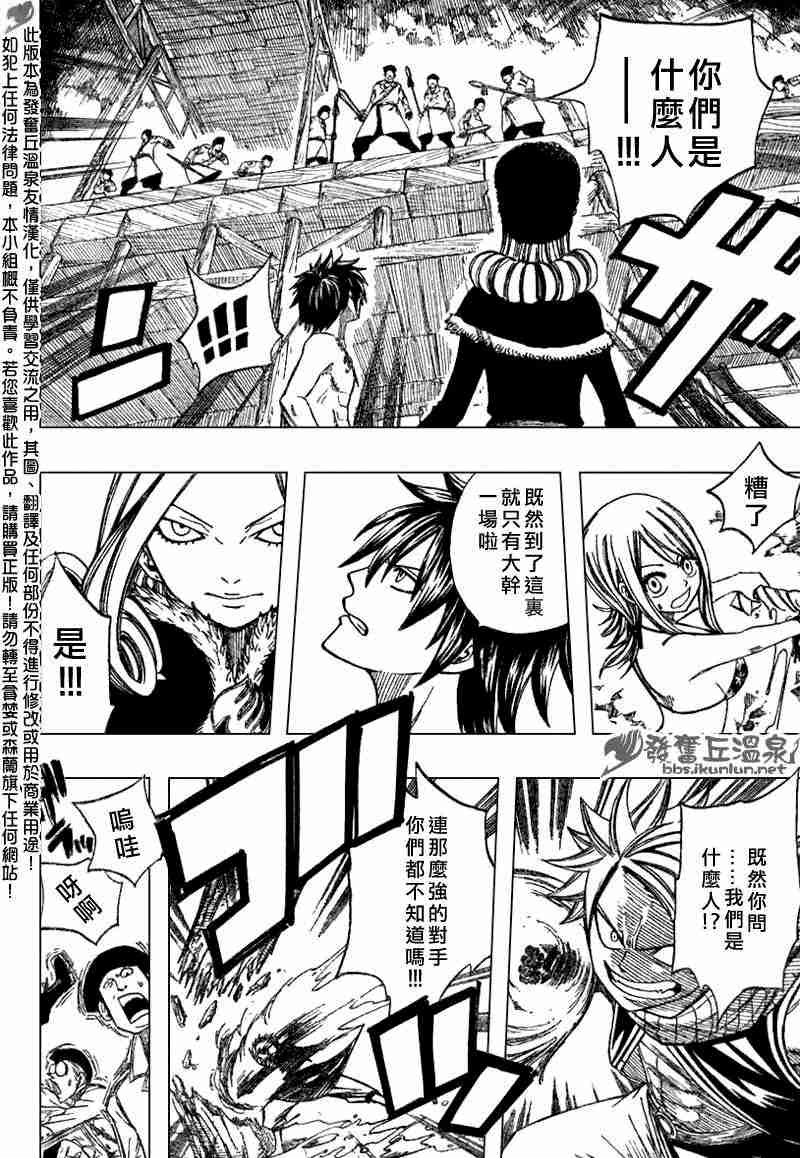 你們是
什麼人
——!!!
ザッ
!!!!
糟了
既然到了這裏
就只有大幹
一場啦
是!!!
發奮丘溫泉
bbs.ikunlun.net
既然你問
……我們是
什麼人!?
連那麼強的對手
你們都不知道嗎!!!
ゴゴッ
嗚哇
呀啊
此版本為發奮丘溫泉友情漢化，僅供學習交流之用，其圖、翻譯及任何部份不得進行修改或用於商業用途！
如犯上任何法律問題，本小組概不負責。若您喜歡此作品，請購買正版！請勿轉至貪婪或森蘭旗下任何網站！